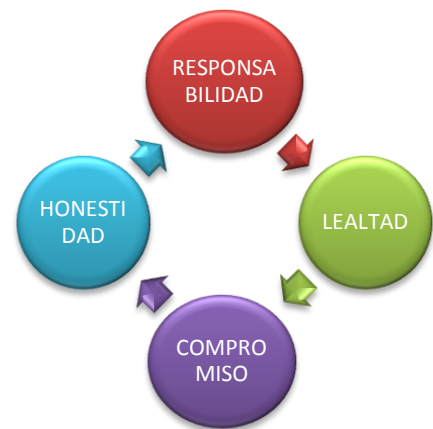 RESPONSA
BILIDAD
HONESTI
DAD
LEALTAD
COMPRO
MISO